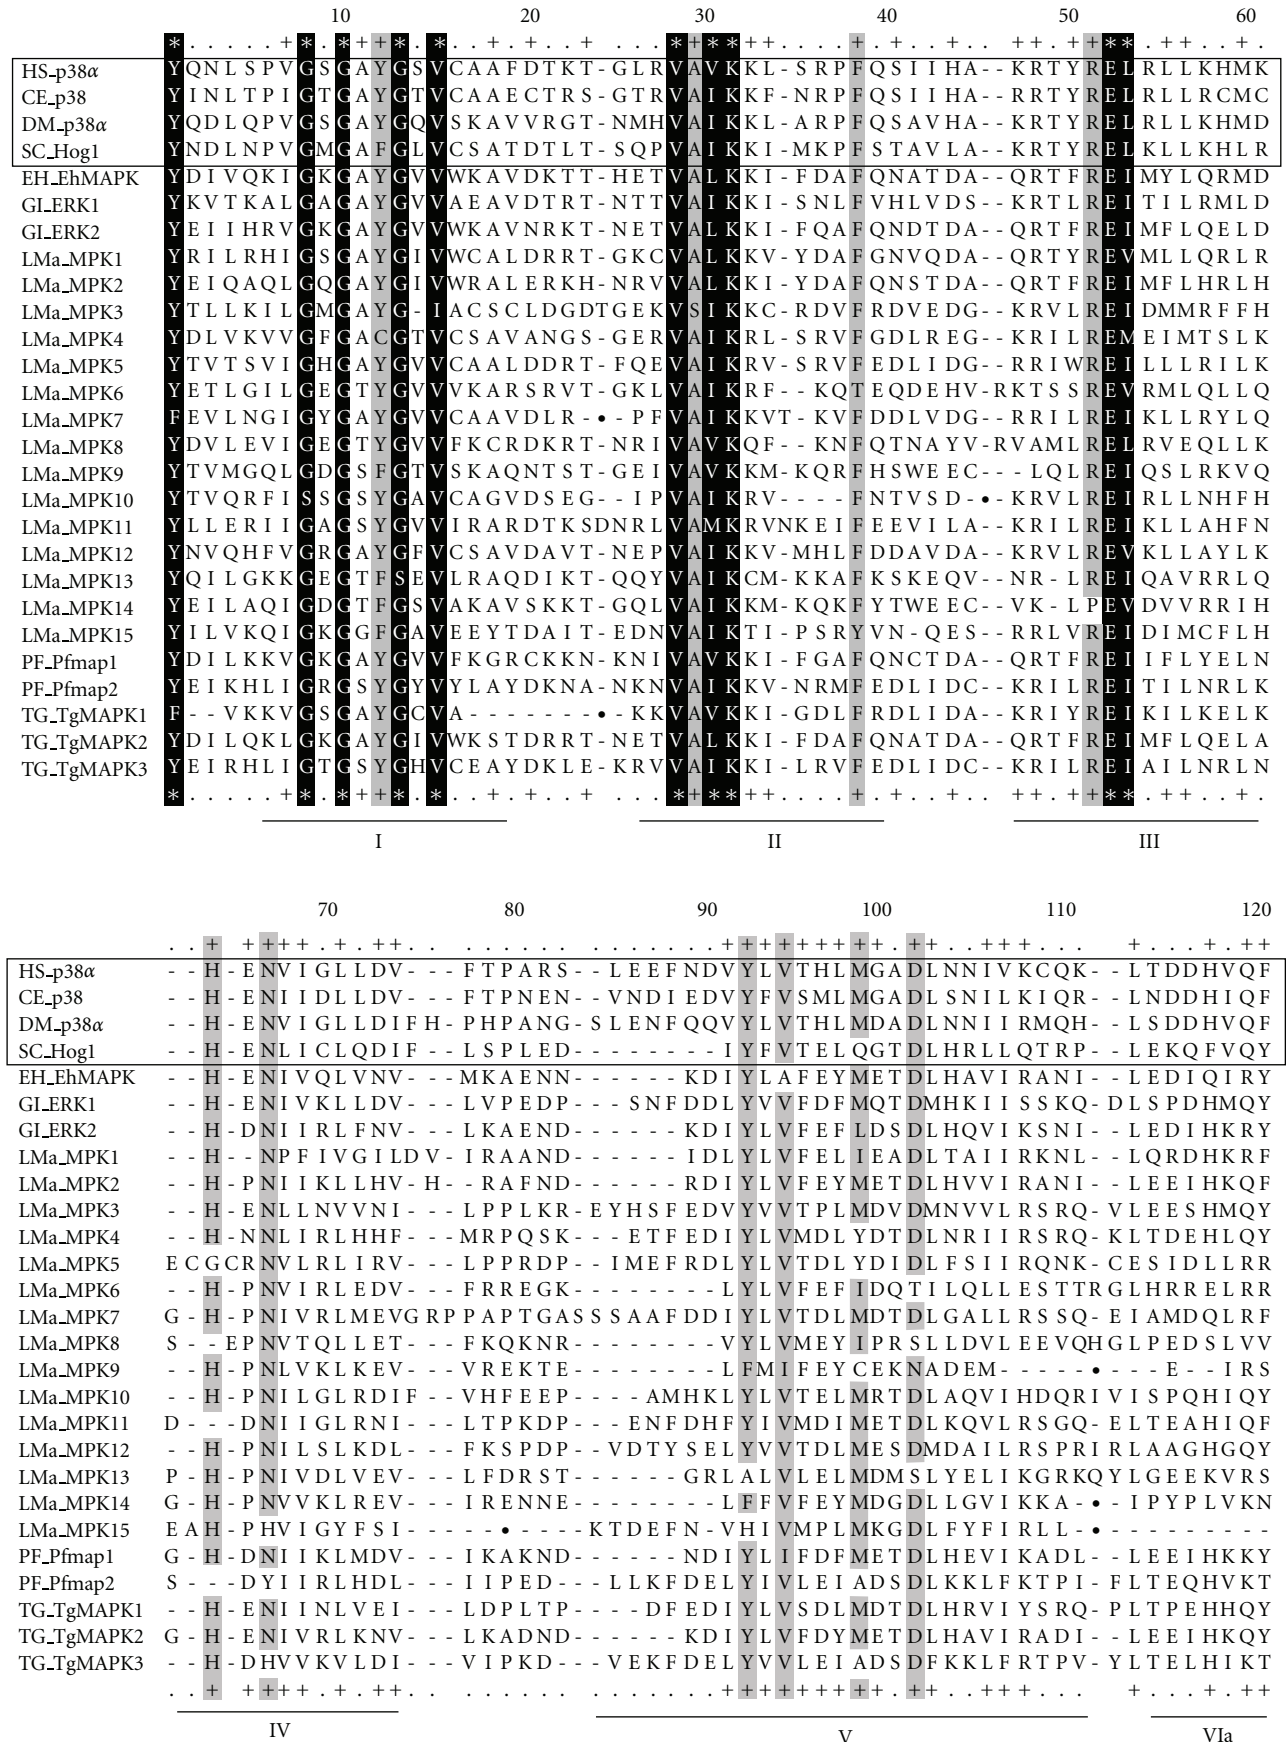 10 20 30 40 50 60
* . . . . . + + * . * + + * . * . . + . + . . + . . . * + * * + + . . . . + . + . . + . . + + . + + * * . + + . . + .
HS_p38α YQNLSPVGSGAYGSVCAAFDTKT-GLRVAVKKL-SRPFQSIIHA--KRTYRELRLLKHMK
CE_p38 YINLTPIGTGAYGTVCAAECTRS-GTRVAIKKF-NRPFQSIIHA--RRTYRELRLLRCMC
DM_p38α YQDLQPVGSGAYGQVSKAVVRGT-NMHVAIKKL-ARPFQSAVHA--KRTYRELRLLKHMD
SC_Hog1 YNDLNPVGMGAFGLVCSATDTLT-SQPVAIKKI-MKPFSTAVLA--KRTYRELKLLKHLR
EH_EhMAPK YDIVQKIGKGAYGVVWKAVDKTT-HETVALKKI-FDAFQNATDA--QRTFREIMYLQRMD
GI_ERK1 YKVTKALGAGAYGVVAEAVDTRT-NTTVAIKKI-SNLFVHLVDS-KRTLREITILRMLD
GI_ERK2 YEIIHRVGKGAYGVVWKAVNRKT-NETVALKKI-FQAFQNDTDA--QRTFREIMFLQELD
LMa_MPK1 YRILRHIGSGAYGIVWCALDRRT-GKCVALKKV-YDAFGNVQDA--QRTYREVMLLQRLR
LMa_MPK2 YEIQAQLGQGAYGIVWRALERKH-NRVVALKKI-YDAFQNSTDA--QRTFREIMFLHRLH
LMa_MPK3 YTLLKILGMGAYG-IACSCLDGDTGEKVSIKKC-RDVFRDVEDG--KRVLREIDMMRFFH
LMa_MPK4 YDLVKVVGFGACGTVCSAVANGS-GERVAIKRL-SRVFGDLREG--KRILREMEIMTSLK
LMa_MPK5 YTVTSVIGHGAYGVVCAALDDRT-FQEVAIKRV-SRVFEDLIDG--RRIWREILLLRILK
LMa_MPK6 YETLGILGEGTYGVVVKARSRVT-GKLVAIKRF--KQTEQDEHV-RKTSSREVRMLQLLQ
LMa_MPK7 FEVLNGIGYGAYGVVCAAVDLR-•-PFVAIKKVT-KVFDDLVDG--RRILREIKLLRYLQ
LMa_MPK8 YDVLEVIGEGTYGVVFKCRDKRT-NRIVAVKQF--KNFQTNAYV-RVAMLRELRVEQLLK
LMa_MPK9 YTVMGQLGDGSFGTVSKAQNTST-GEIVAVKKM-KQRFHSWEEC---LQLREIQSLRKVQ
LMa_MPK10 YTVQRFISSGSYGAVCAGVDSEG--IPVAIKRV----FNTVSD-•-KRVLREIRLLNHFH
LMa_MPK11 YLLERIIGAGSYGVVIRARDTKSDNRLVAMKRVNKEIFEEVILA--KRILREIKLLAHFN
LMa_MPK12 YNVQHFVGRGAYGFVCSAVDAVT-NEPVAIKKV-MHLFDDAVDA--KRVLREVKLLAYLK
LMa_MPK13 YQILGKKGEGTFSEVLRAQDIKT-QQYVAIKCM-KKAFKSKEQV--NR-LREIQAVRRLQ
LMa_MPK14 YEILAQIGDGTFGSVAKAVSKKT-GQLVAIKKM-KQKFYTWEEC--VK-LPEVDVVRRIH
LMa_MPK15 YILVKQIGKGGFGAVEEYTDAIT-EDNVAIKTI-PSRYVN-QES--RRLVREIDIMCFLH
PF_Pfmap1 YDILKKVGKGAYGVVFKGRCKKN-KNIVAVKKI-FGAFQNCTDA--QRTFREIIFLYELN
PF_Pfmap2 YEIKHLIGRGSYGYVYLAYDKNA-NKNVAIKKV-NRMFEDLIDC--KRILREITILNRLK
TG_TgMAPK1 F--VKKVGSGAYGCVA-------•-KKVAVKKI-GDLFRDLIDA--KRIYREIKILKELK
TG_TgMAPK2 YDILQKLGKGAYGIVWKSTDRRT-NETVALKKI-FDAFQNATDA--QRTFREIMFLQELA
TG_TgMAPK3 YEIRHLIGTGSYGHVCEAYDKLE-KRVVAIKKI-LRVFEDLIDC--KRILREIAILNRLN
* . . . . . + + * . * + + * . * . . + . + . . + . . . * + * * + + . . . . + . + . . + . . + + . + + * * . + + . . + .
I II III
70 80 90 100 110 120
. . + + + + + . + . + + . . . . . . . . . . . . . . + + + + + + + + + . + + . . + + + . . + . . + . + +
HS_p38α --H-ENVIGLLDV---FTPARS--LEEFNDVYLVTHLMGADLNNIVKCQK--LTDDHVQF
CE_p38 --H-ENIIDLLDV---FTPNEN--VNDIEDVYFVSMLMGADLSNILKIQR--LNDDHIQF
DM_p38α --H-ENVIGLLDIFH-PHPANG-SLENFQQVYLVTHLMDADLNNIIRMQH--LSDDHVQF
SC_Hog1 --H-ENLICLQDIF--LSPLED--------IYFVTELQGTDLHRLLQTRP--LEKQFVQY
EH_EhMAPK --H-ENIVQLVNV---MKAENN------KDIYLAFEYMETDLHAVIRANI--LEDIQIRY
GI_ERK1 --H-ENIVKLLDV---LVPEDP---SNFDDLYVVFDFMQTDMHKIISSKQ-DLSPDHMQY
GI_ERK2 --H-DNIIRLFNV---LKAEND------KDIYLVFEFLDSDLHQVIKSNI--LEDIHKRY
LMa_MPK1 --H--NPFIVGILDV-IRAAND------IDLYLVFELIEADLTAIIRKNL--LQRDHKRF
LMa_MPK2 --H-PNIIKLLHV-H--RAFND------RDIYLVFEYMETDLHVVIRANI--LEEIHKQF
LMa_MPK3 --H-ENLLNVVNI---LPPLKR-EYHSFEDVYVVTPLMDVDMNVVLRSRQ-VLEESHMQY
LMa_MPK4 --H-NNLIRLHHF---MRPQSK---ETFEDIYLVMDLYDTDLNRIIRSRQ-KLTDEHLQY
LMa_MPK5 ECGCRNVLRLIRV---LPPRDP--IMEFRDLYLVTDLYDIDLFSIIRQNK-CESIDLLRR
LMa_MPK6 --H-PNVIRLEDV---FRREGK--------LYLVFEFIDQTILQLLESTTRGLHRRELRR
LMa_MPK7 G-H-PNIVRLMEVGRPPAPTGASSSAAFDDIYLVTDLMDTDLGALLRSSQ-EIAMDQLRF
LMa_MPK8 S--EPNVTQLLET---FKQKNR--------VYLVMEYIPRSLLDVLEEVQHGLPEDSLVV
LMa_MPK9 --H-PNLVKLKEV---VREKTE--------LFMIFEYCEKNADEM-----•---E--IRS
LMa_MPK10 --H-PNILGLRDIF--VHFEEP----AMHKLYLVTELMRTDLAQVIHDQRIVISPQHIQY
LMa_MPK11 D---DNIIGLRNI---LTPKDP---ENFDHFYIVMDIMETDLKQVLRSGQ-ELTEAHIQF
LMa_MPK12 --H-PNILSLKDL---FKSPDP--VDTYSELYVVTDLMESDMDAILRSPRIRLAAGHGQY
LMa_MPK13 P-H-PNIVDLVEV---LFDRST------GRLALVLELMDMSLYELIKGRKQYLGEEKVRS
LMa_MPK14 G-H-PNVVKLREV---IRENNE--------LFFVFEYMDGDLLGVIKKA-•-IPYPLVKN
LMa_MPK15 EAH-PHVIGYFSI-----•----KTDEFN-VHIVMPLMKGDLFYFIRLL-•----------
PF_Pfmap1 G-H-DNIIKLMDV---IKAKND------NDIYLIFDFMETDLHEVIKADL--LEEIHKKY
PF_Pfmap2 S---DYIIRLHDL---IIPED---LLKFDELYIVLEIADSDLKKLFKTPI-FLTEQHVKT
TG_TgMAPK1 --H-ENIINLVEI---LDPLTP----DFEDIYLVSDLMDTDLHRVIYSRQ-PLTPEHHQY
TG_TgMAPK2 G-H-ENIVRLKNV---LKADND------KDIYLVFDYMETDLHAVIRADI--LEEIHKQY
TG_TgMAPK3 --H-DHVVKVLDI---VIPKD---VEKFDELYVVLEIADSDFKKLFRTPV-YLTELHIKT
. . + + + + + . + . + + . . . . . . . . . . . . . . + + + + + + + + + . + + . . + + + . . + . . + . + +
IV V VIa